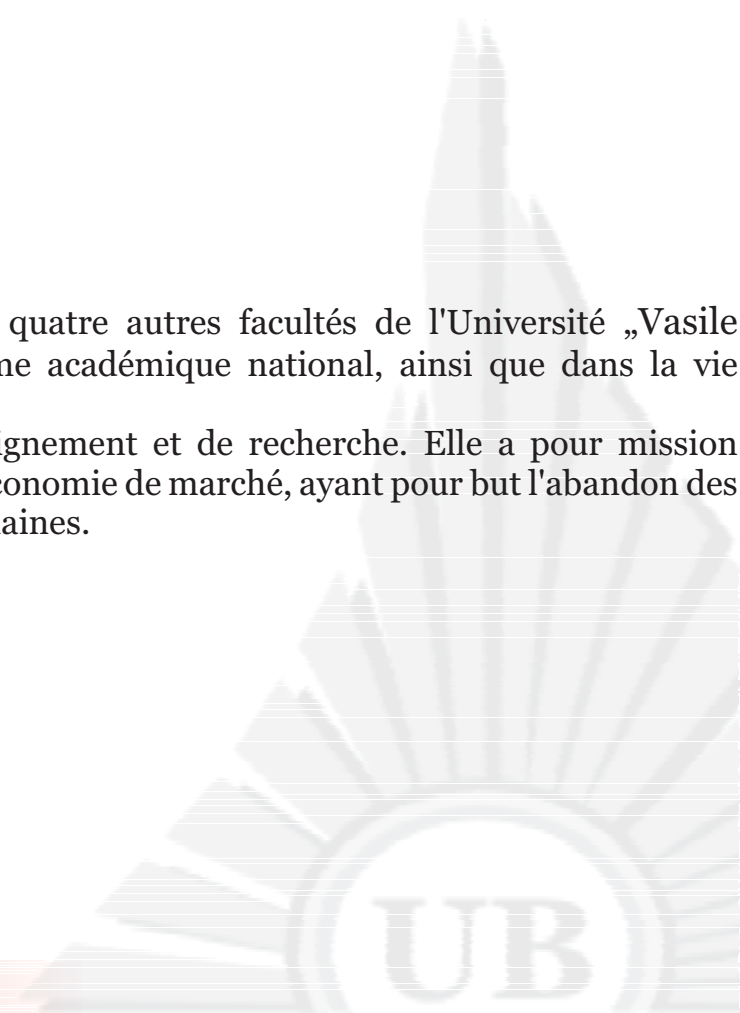 quatre autres facultés de l'Université „Vasile
me académique national, ainsi que dans la vie
ignement et de recherche. Elle a pour mission
conomie de marché, ayant pour but l'abandon des
aines.
UB